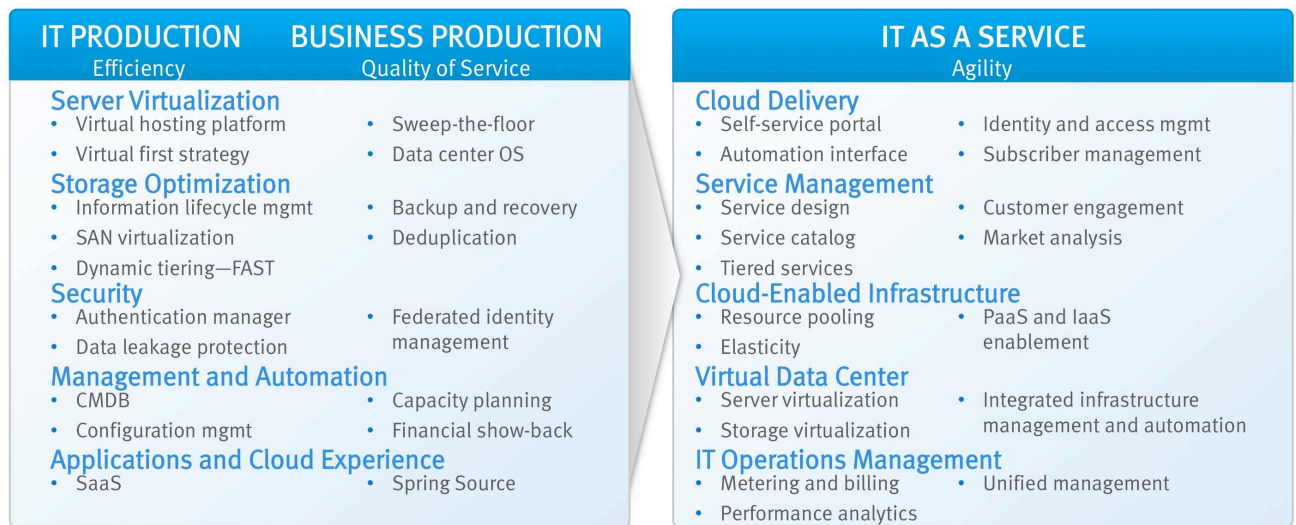 IT PRODUCTION
Efficiency
BUSINESS PRODUCTION
Quality of Service
Server Virtualization
• Virtual hosting platform
• Virtual first strategy
• Sweep-the-floor
• Data center OS
Storage Optimization
• Information lifecycle mgmt
• SAN virtualization
• Dynamic tiering—FAST
• Backup and recovery
• Deduplication
Security
• Authentication manager
• Data leakage protection
• Federated identity
management
Management and Automation
• CMDB
• Configuration mgmt
• Capacity planning
• Financial show-back
Applications and Cloud Experience
• SaaS
• Spring Source
IT AS A SERVICE
Agility
Cloud Delivery
• Self-service portal
• Automation interface
• Identity and access mgmt
• Subscriber management
Service Management
• Service design
• Service catalog
• Tiered services
• Customer engagement
• Market analysis
Cloud-Enabled Infrastructure
• Resource pooling
• Elasticity
• PaaS and IaaS
enablement
Virtual Data Center
• Server virtualization
• Storage virtualization
• Integrated infrastructure
management and automation
IT Operations Management
• Metering and billing
• Performance analytics
• Unified management